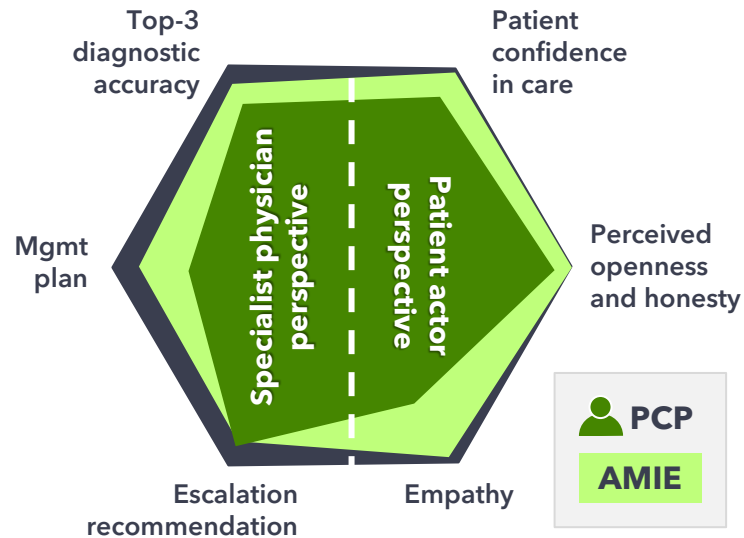 Top-3
diagnostic
accuracy
Patient
confidence
in care
Specialist physician
perspective
Patient actor
perspective
Mgmt
plan
Perceived
openness
and honesty
Escalation
recommendation
Empathy
PCP
AMIE